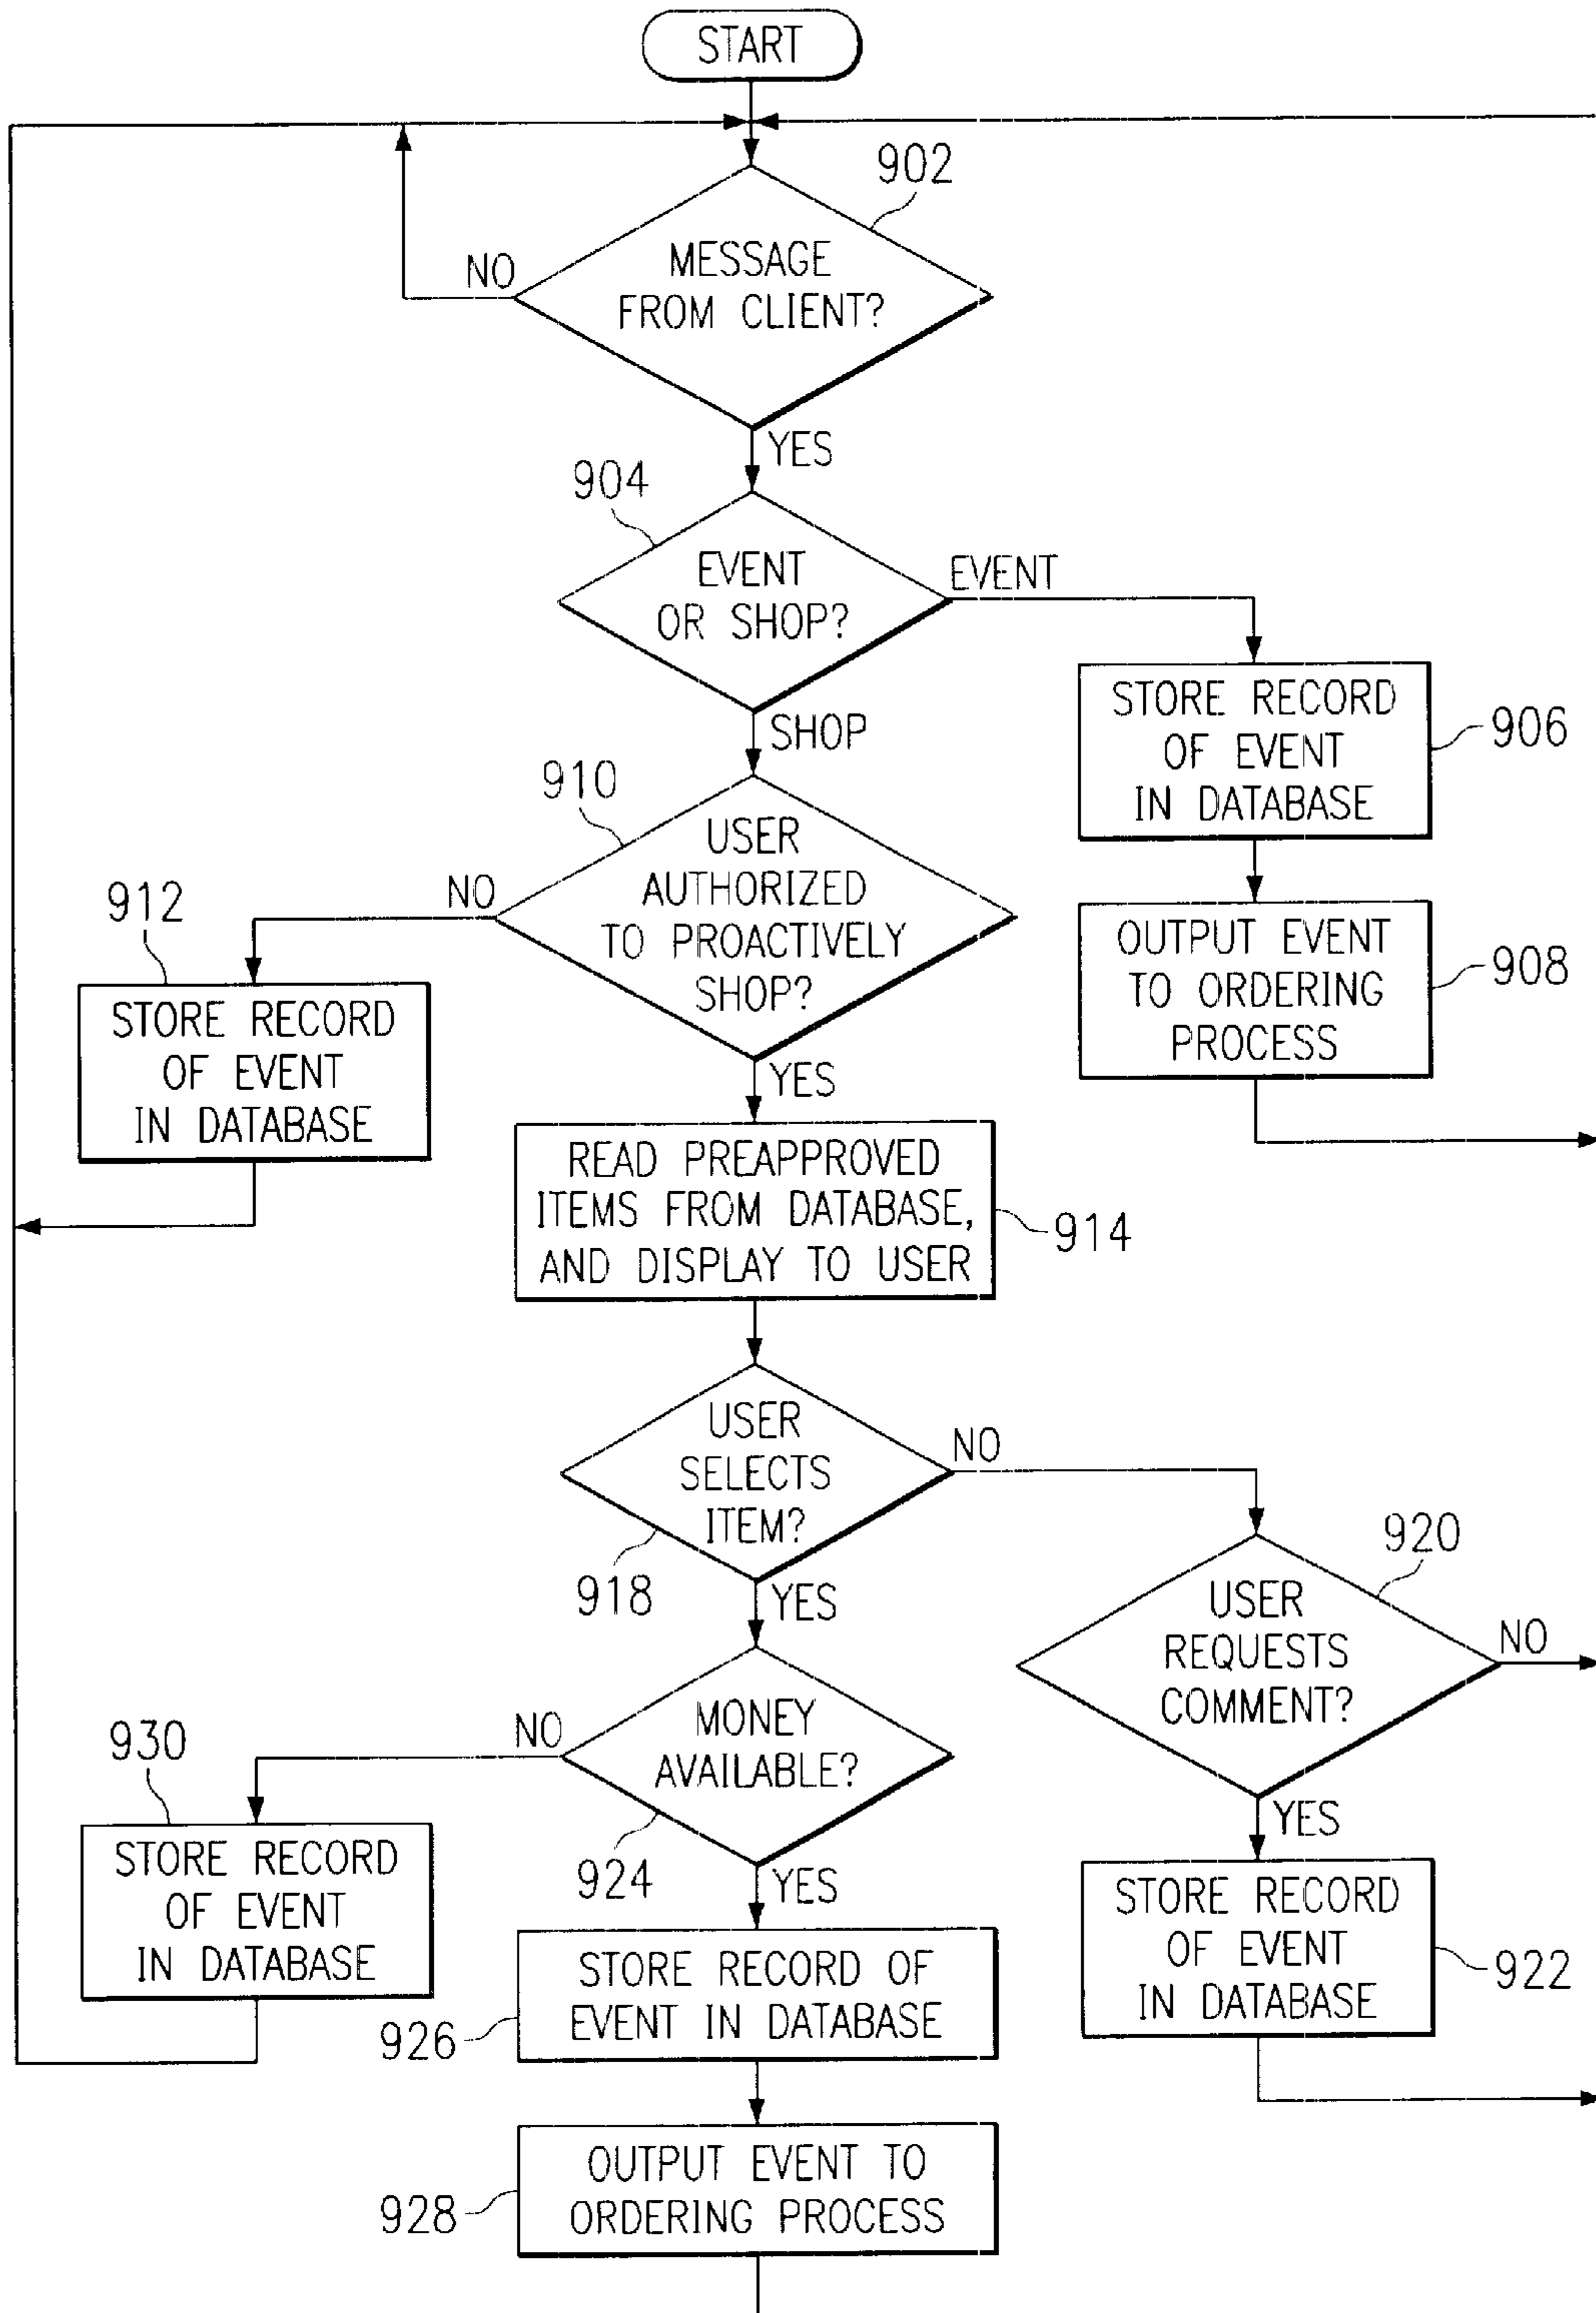 START
902
MESSAGE
FROM CLIENT?
NO
YES
904
EVENT
OR SHOP?
EVENT
SHOP
STORE RECORD
OF EVENT
IN DATABASE
906
910
USER
AUTHORIZED
TO PROACTIVELY
SHOP?
NO
YES
OUTPUT EVENT
TO ORDERING
PROCESS
908
912
STORE RECORD
OF EVENT
IN DATABASE
READ PREAPPROVED
ITEMS FROM DATABASE,
AND DISPLAY TO USER
914
USER
SELECTS
ITEM?
NO
918
YES
920
USER
REQUESTS
COMMENT?
NO
YES
MONEY
AVAILABLE?
NO
924
YES
930
STORE RECORD
OF EVENT
IN DATABASE
STORE RECORD
OF EVENT
IN DATABASE
922
STORE RECORD OF
EVENT IN DATABASE
926
OUTPUT EVENT TO
ORDERING PROCESS
928